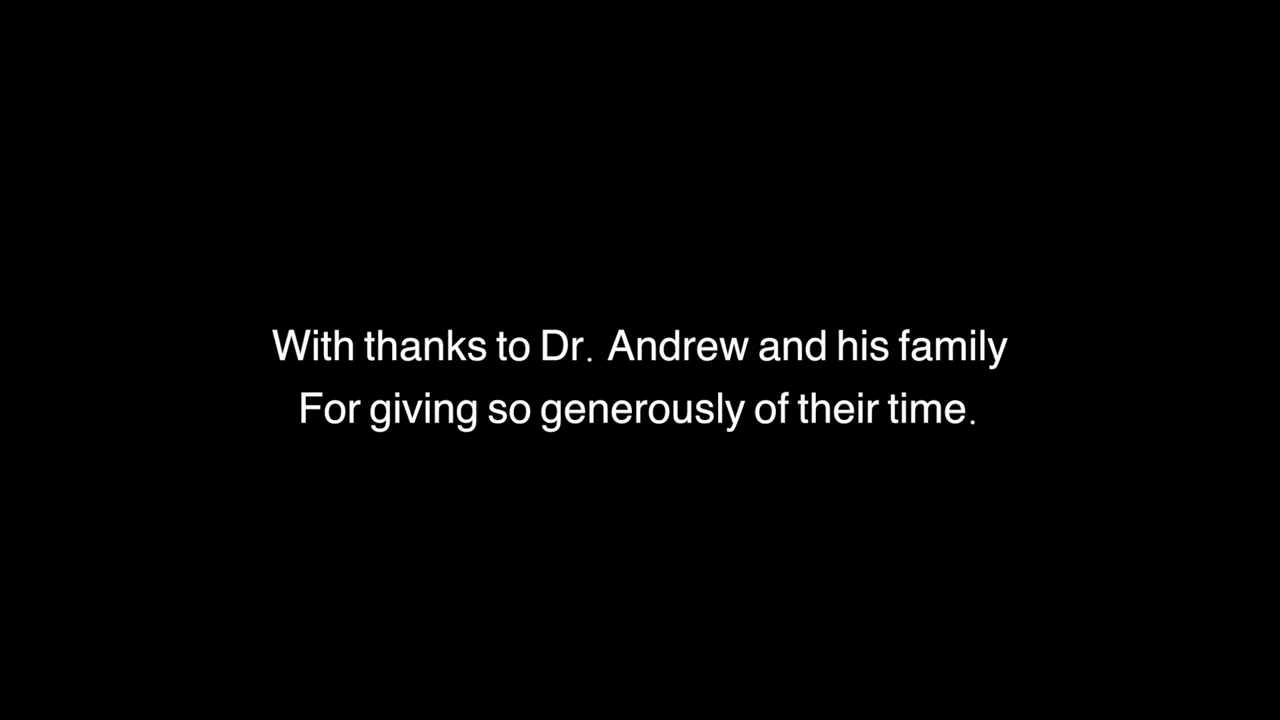 With thanks to Dr. Andrew and his family
For giving so generously of their time.